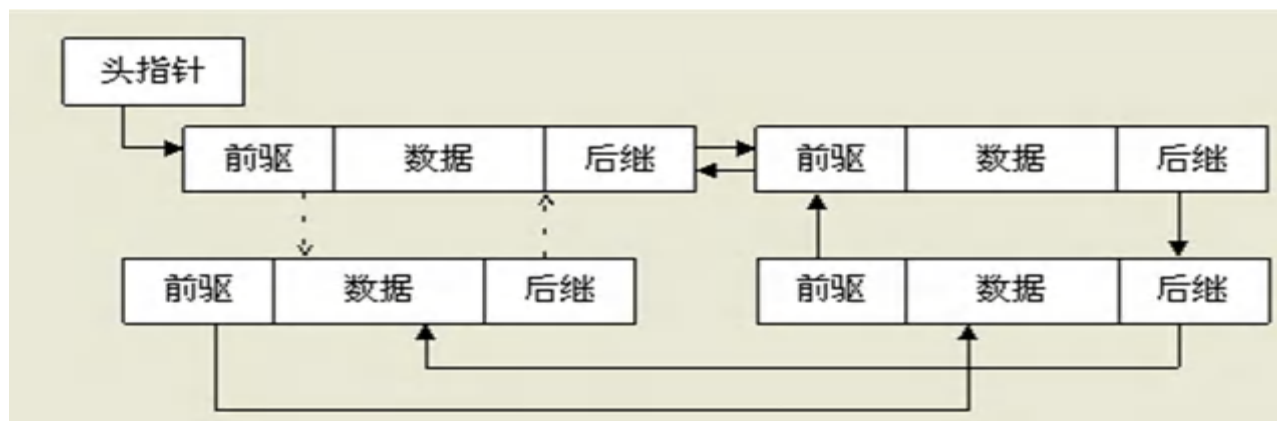 头指针
前驱 数据 后继 前驱 数据 后继
前驱 数据 后继 前驱 数据 后继